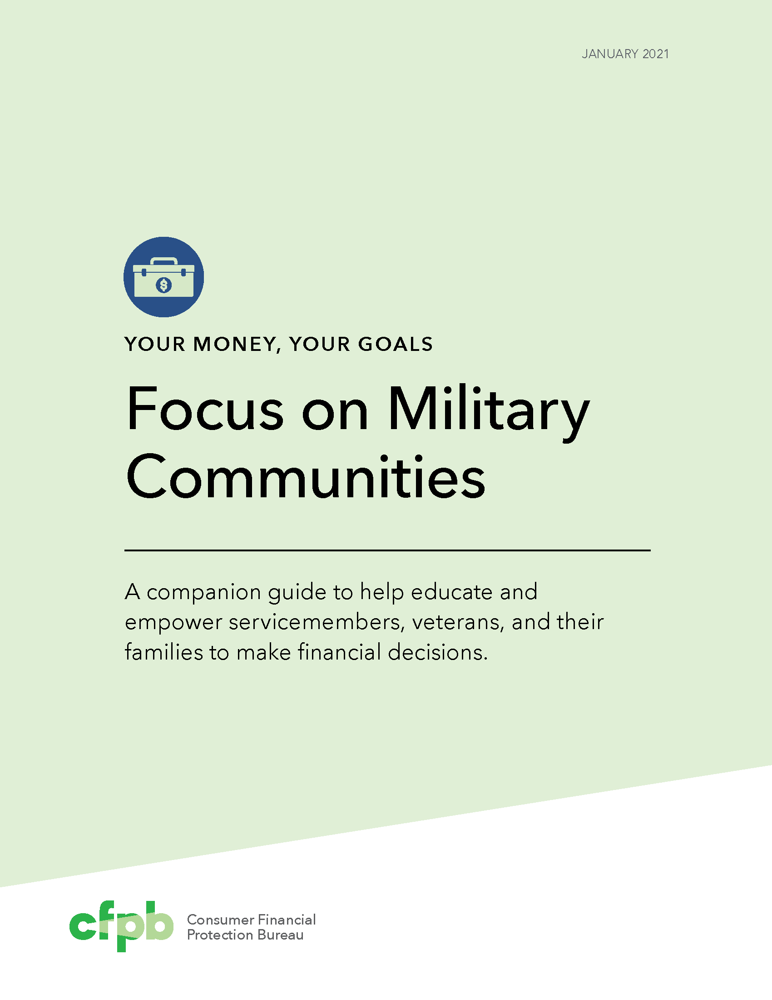 JANUARY 2021
$
YOUR MONEY, YOUR GOALS
Focus on Military
Communities
A companion guide to help educate and
empower servicemembers, veterans, and their
families to make financial decisions.
cfpb
Consumer Financial
Protection Bureau